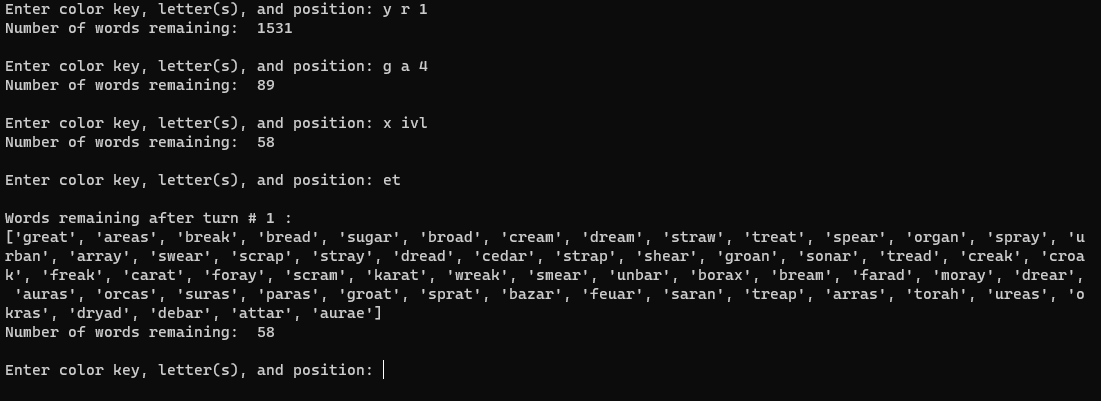 Enter color key, letter(s), and position: y r 1
Number of words remaining:  1531
Enter color key, letter(s), and position: g a 4
Number of words remaining:  89
Enter color key, letter(s), and position: x ivl
Number of words remaining:  58
Enter color key, letter(s), and position: et
Words remaining after turn # 1 :
['great', 'areas', 'break', 'bread', 'sugar', 'broad', 'cream', 'dream', 'straw', 'treat', 'spear', 'organ', 'spray', 'u
rban', 'array', 'swear', 'scrap', 'stray', 'dread', 'cedar', 'strap', 'shear', 'groan', 'sonar', 'tread', 'creak', 'croa
k', 'freak', 'carat', 'foray', 'scram', 'karat', 'wreak', 'smear', 'unbar', 'borax', 'bream', 'farad', 'moray', 'drear',
 'auras', 'orcas', 'suras', 'paras', 'groat', 'sprat', 'bazar', 'feuar', 'saran', 'treap', 'arras', 'torah', 'ureas', 'o
kras', 'dryad', 'debar', 'attar', 'aurae']
Number of words remaining:  58
Enter color key, letter(s), and position: